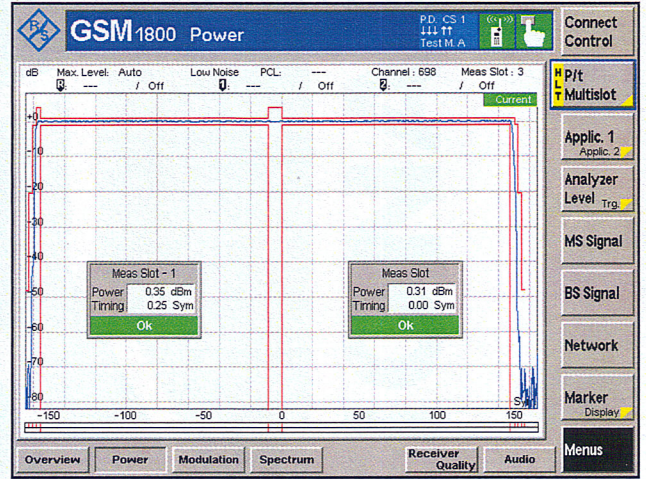 R S
GSM 1800 Power
P.D. CS 1
Test M. A
Connect
Control
dB Max. Level: Auto Low Noise PCL: --- Channel : 698 Meas Slot : 3
--- / Off --- / Off --- / Off
Current
H
L
T
P/t
Multislot
Applic. 1
Applic. 2
Analyzer
Level Trg.
MS Signal
BS Signal
Network
Marker
Display
Menus
+0
-10
-20
-30
-40
-50
-60
-70
-80
Meas Slot - 1
Power 0.35 dBm
Timing 0.25 Sym
Ok
Meas Slot
Power 0.31 dBm
Timing 0.00 Sym
Ok
-150 -100 -50 0 50 100 150
Overview Power Modulation Spectrum Receiver Quality Audio